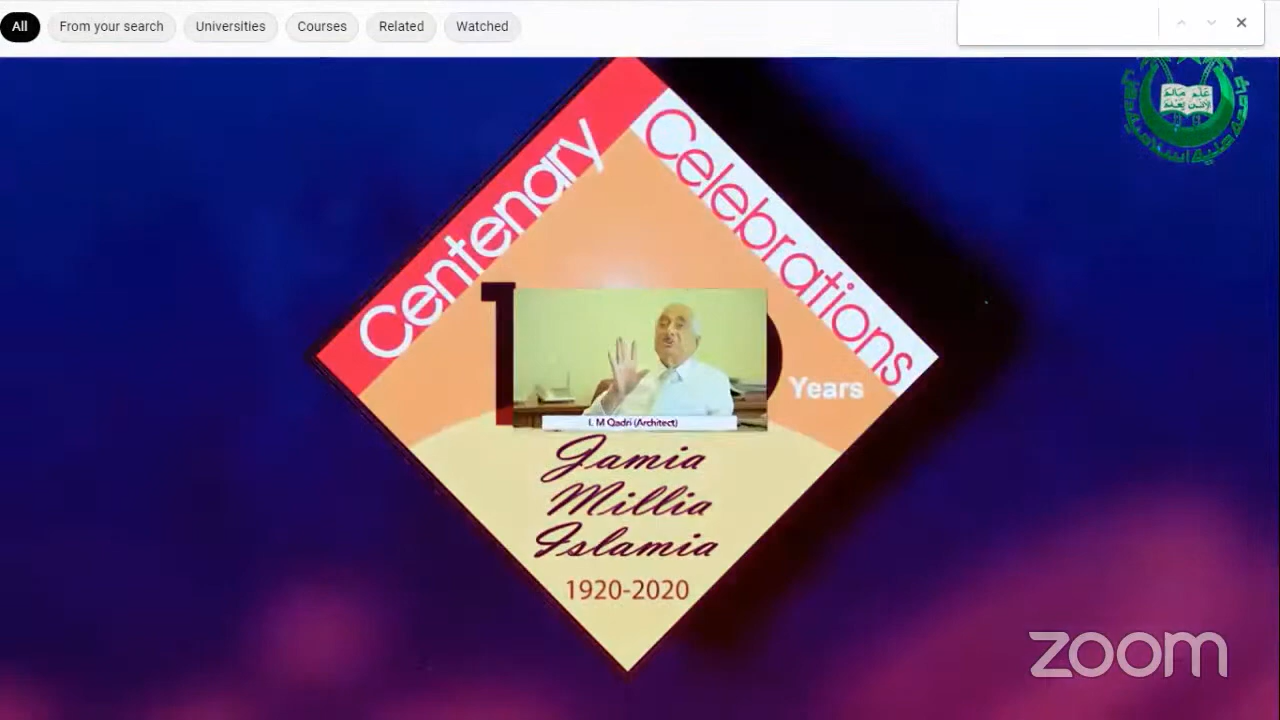 All
From your search
Universities
Courses
Related
Watched
Centenary
Celebrations
Years
I. M Qadri (Architect)
Jamia
Millia
Islamia
1920-2020
zoom